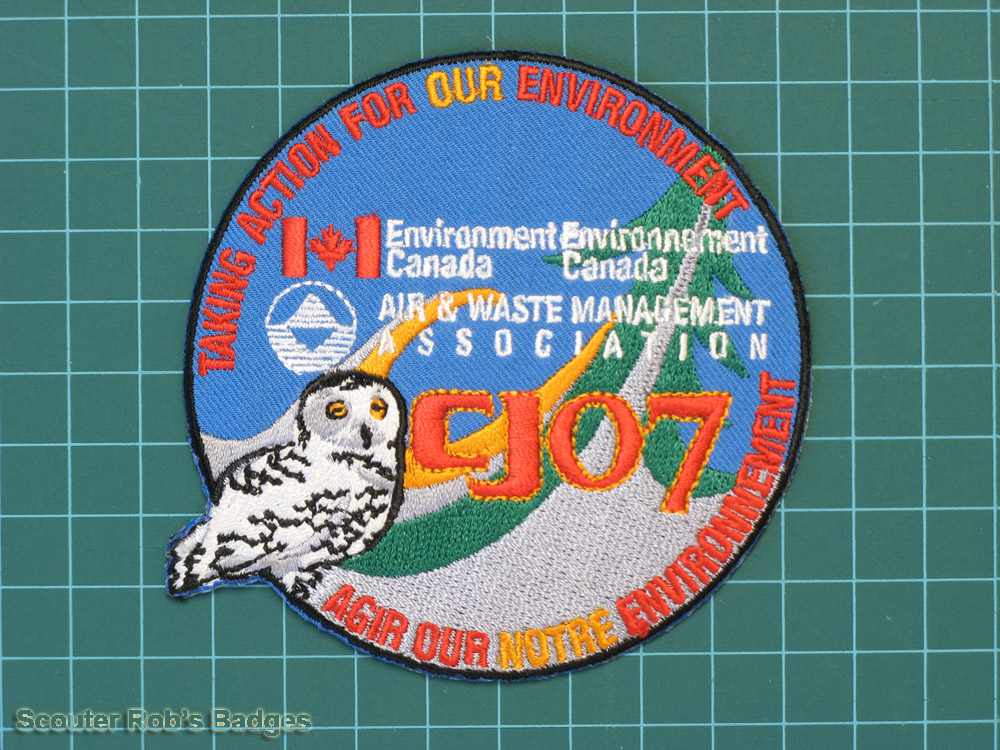 TAKING ACTION FOR OUR ENVIRONMENT
Environment Environnement
Canada Canada
AIR & WASTE MANAGEMENT
ASSOCIATION
CJ07
AGIR OUR NOTRE ENVIRONNEMENT
Scouter Rob's Badges